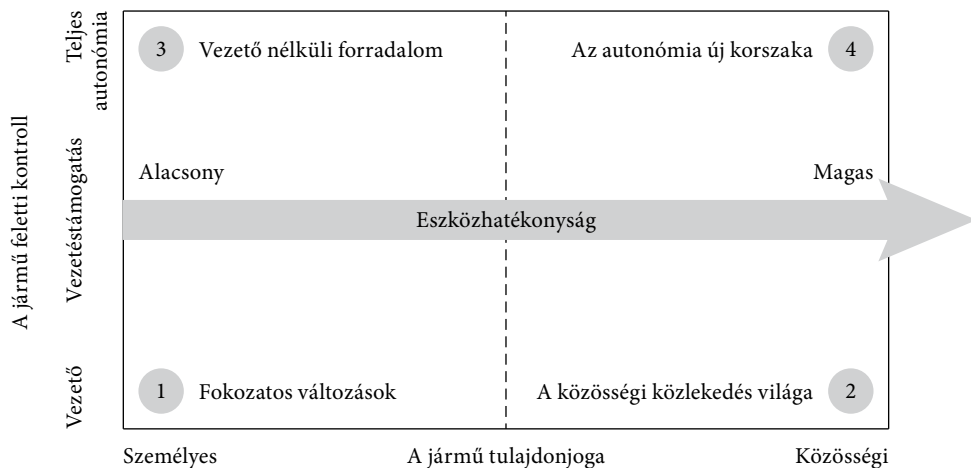 A jármű feletti kontroll
Teljes
autonómia
Vezetéstámogatás
Vezető
3 Vezető nélküli forradalom
Az autonómia új korszaka 4
Alacsony
Magas
Eszközhatékonyság
1 Fokozatos változások
A közösségi közlekedés világa 2
Személyes
A jármű tulajdonjoga
Közösségi